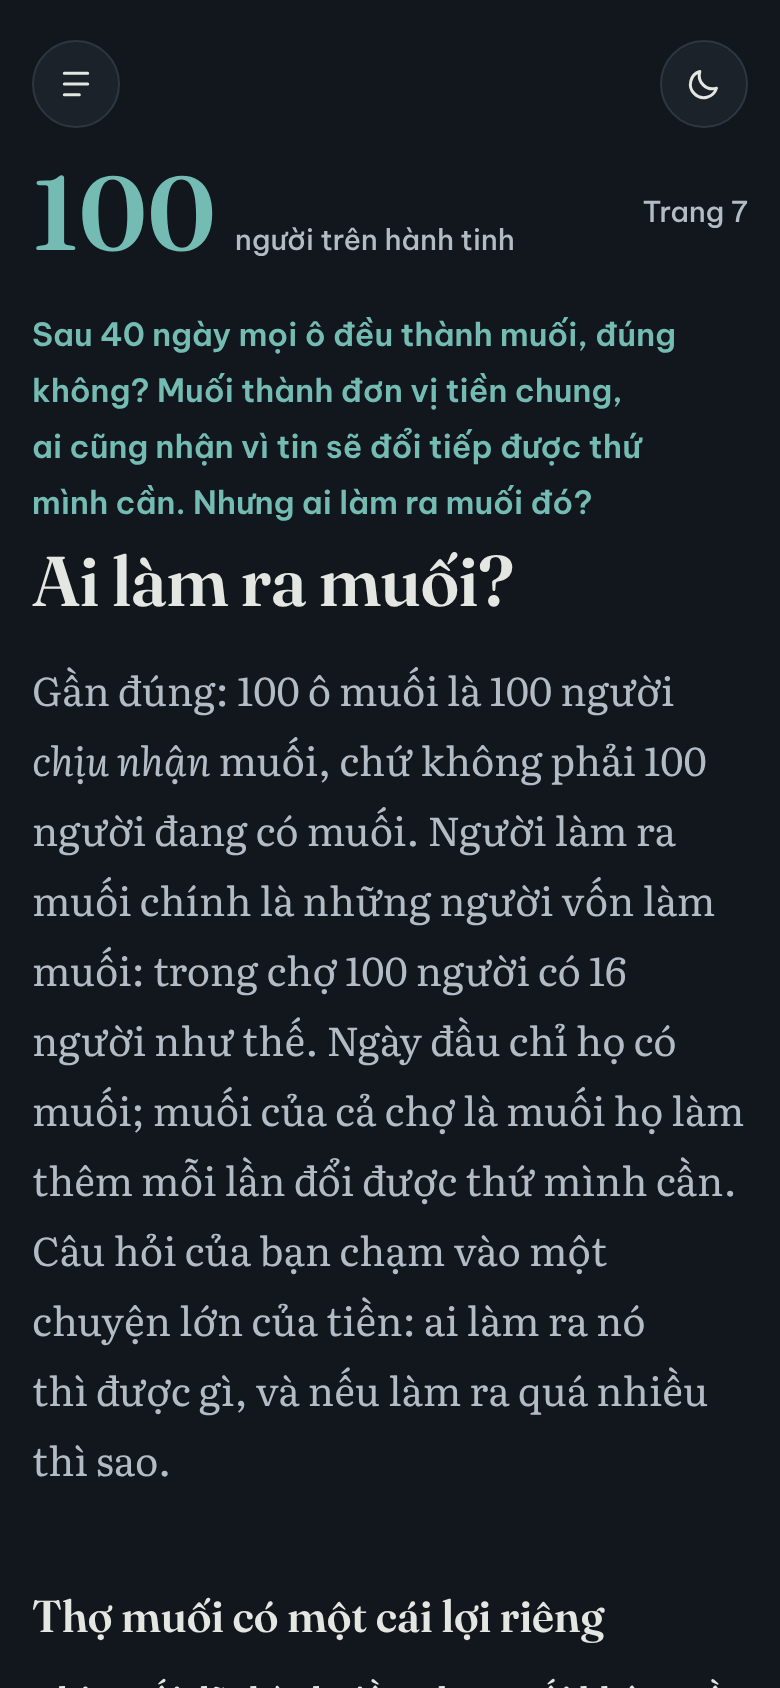 100 người trên hành tinh
Trang 7
Sau 40 ngày mọi ô đều thành muối, đúng
không? Muối thành đơn vị tiền chung,
ai cũng nhận vì tin sẽ đổi tiếp được thứ
mình cần. Nhưng ai làm ra muối đó?
Ai làm ra muối?
Gần đúng: 100 ô muối là 100 người
chịu nhận muối, chứ không phải 100
người đang có muối. Người làm ra
muối chính là những người vốn làm
muối: trong chợ 100 người có 16
người như thế. Ngày đầu chỉ họ có
muối; muối của cả chợ là muối họ làm
thêm mỗi lần đổi được thứ mình cần.
Câu hỏi của bạn chạm vào một
chuyện lớn của tiền: ai làm ra nó
thì được gì, và nếu làm ra quá nhiều
thì sao.
Thợ muối có một cái lợi riêng